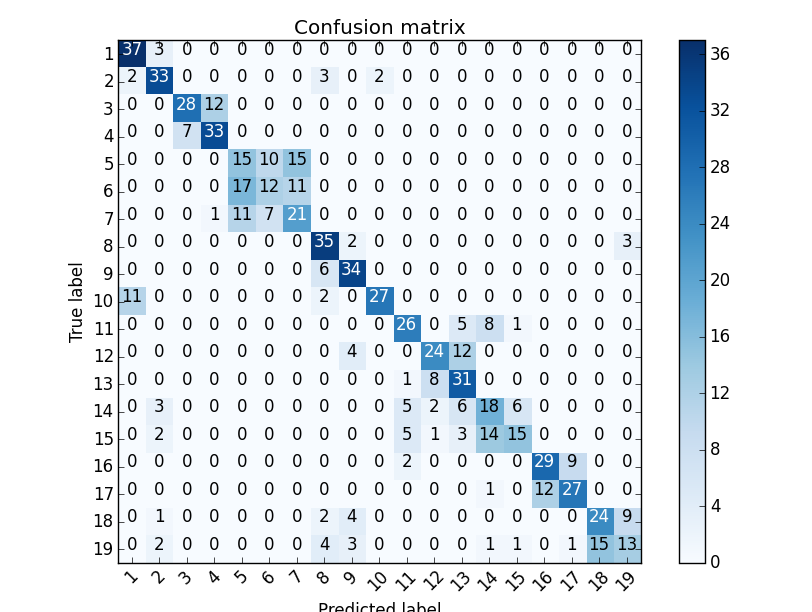 Confusion matrix
1 37 3 0 0 0 0 0 0 0 0 0 0 0 0 0 0 0 0 0
2 2 33 0 0 0 0 0 3 0 2 0 0 0 0 0 0 0 0 0
3 0 0 28 12 0 0 0 0 0 0 0 0 0 0 0 0 0 0 0
4 0 0 7 33 0 0 0 0 0 0 0 0 0 0 0 0 0 0 0
5 0 0 0 0 15 10 15 0 0 0 0 0 0 0 0 0 0 0 0
6 0 0 0 0 17 12 11 0 0 0 0 0 0 0 0 0 0 0 0
7 0 0 0 1 11 7 21 0 0 0 0 0 0 0 0 0 0 0 0
8 0 0 0 0 0 0 0 35 2 0 0 0 0 0 0 0 0 0 3
9 0 0 0 0 0 0 0 6 34 0 0 0 0 0 0 0 0 0 0
10 11 0 0 0 0 0 0 2 0 27 0 0 0 0 0 0 0 0 0
11 0 0 0 0 0 0 0 0 0 0 26 0 5 8 1 0 0 0 0
12 0 0 0 0 0 0 0 0 4 0 0 24 12 0 0 0 0 0 0
13 0 0 0 0 0 0 0 0 0 0 1 8 31 0 0 0 0 0 0
14 0 3 0 0 0 0 0 0 0 0 5 2 6 18 6 0 0 0 0
15 0 2 0 0 0 0 0 0 0 0 5 1 3 14 15 0 0 0 0
16 0 0 0 0 0 0 0 0 0 0 2 0 0 0 0 29 9 0 0
17 0 0 0 0 0 0 0 0 0 0 0 0 0 1 0 12 27 0 0
18 0 1 0 0 0 0 0 2 4 0 0 0 0 0 0 0 0 24 9
19 0 2 0 0 0 0 0 4 3 0 0 0 0 1 1 0 1 15 13
1 2 3 4 5 6 7 8 9 10 11 12 13 14 15 16 17 18 19
True label
Predicted label
36
32
28
24
20
16
12
8
4
0